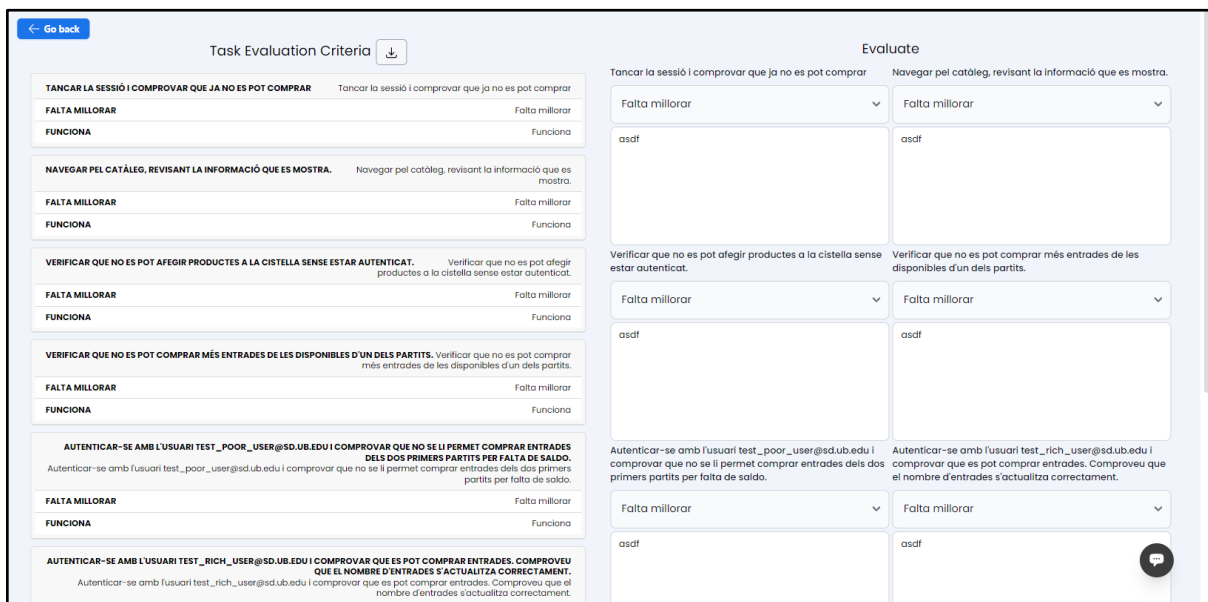 ← Go back
Task Evaluation Criteria
TANCAR LA SESSIÓ I COMPROVAR QUE JA NO ES POT COMPRAR Tancar la sessió i comprovar que ja no es pot comprar
FALTA MILLORAR Falta millorar
FUNCIONA Funciona
NAVEGAR PEL CATÀLEG, REVISANT LA INFORMACIÓ QUE ES MOSTRA. Navegar pel catàleg, revisant la informació que es
mostra.
FALTA MILLORAR Falta millorar
FUNCIONA Funciona
VERIFICAR QUE NO ES POT AFEGIR PRODUCTES A LA CISTELLA SENSE ESTAR AUTENTICAT. Verificar que no es pot afegir
productes a la cistella sense estar autenticat.
FALTA MILLORAR Falta millorar
FUNCIONA Funciona
VERIFICAR QUE NO ES POT COMPRAR MÉS ENTRADES DE LES DISPONIBLES D'UN DELS PARTITS. Verificar que no es pot comprar
més entrades de les disponibles d'un dels partits.
FALTA MILLORAR Falta millorar
FUNCIONA Funciona
AUTENTICAR-SE AMB L'USUARI TEST_POOR_USER@SD.UB.EDU I COMPROVAR QUE NO SE LI PERMET COMPRAR ENTRADES
DELS DOS PRIMERS PARTITS PER FALTA DE SALDO.
Autenticar-se amb l'usuari test_poor_user@sd.ub.edu i comprovar que no se li permet comprar entrades dels dos primers
partits per falta de saldo.
FALTA MILLORAR Falta millorar
FUNCIONA Funciona
AUTENTICAR-SE AMB L'USUARI TEST_RICH_USER@SD.UB.EDU I COMPROVAR QUE ES POT COMPRAR ENTRADES. COMPROVEU
QUE EL NOMBRE D'ENTRADES S'ACTUALITZA CORRECTAMENT.
Autenticar-se amb l'usuari test_rich_user@sd.ub.edu i comprovar que es pot comprar entrades. Comproveu que el
nombre d'entrades s'actualitza correctament.
Evaluate
Tancar la sessió i comprovar que ja no es pot comprar
Falta millorar
asdf
Navegar pel catàleg, revisant la informació que es mostra.
Falta millorar
asdf
Verificar que no es pot afegir productes a la cistella sense
estar autenticat.
Falta millorar
asdf
Verificar que no es pot comprar més entrades de les
disponibles d'un dels partits.
Falta millorar
asdf
Autenticar-se amb l'usuari test_poor_user@sd.ub.edu i
comprovar que no se li permet comprar entrades dels dos
primers partits per falta de saldo.
Falta millorar
asdf
Autenticar-se amb l'usuari test_rich_user@sd.ub.edu i
comprovar que es pot comprar entrades. Comproveu que
el nombre d'entrades s'actualitza correctament.
Falta millorar
asdf